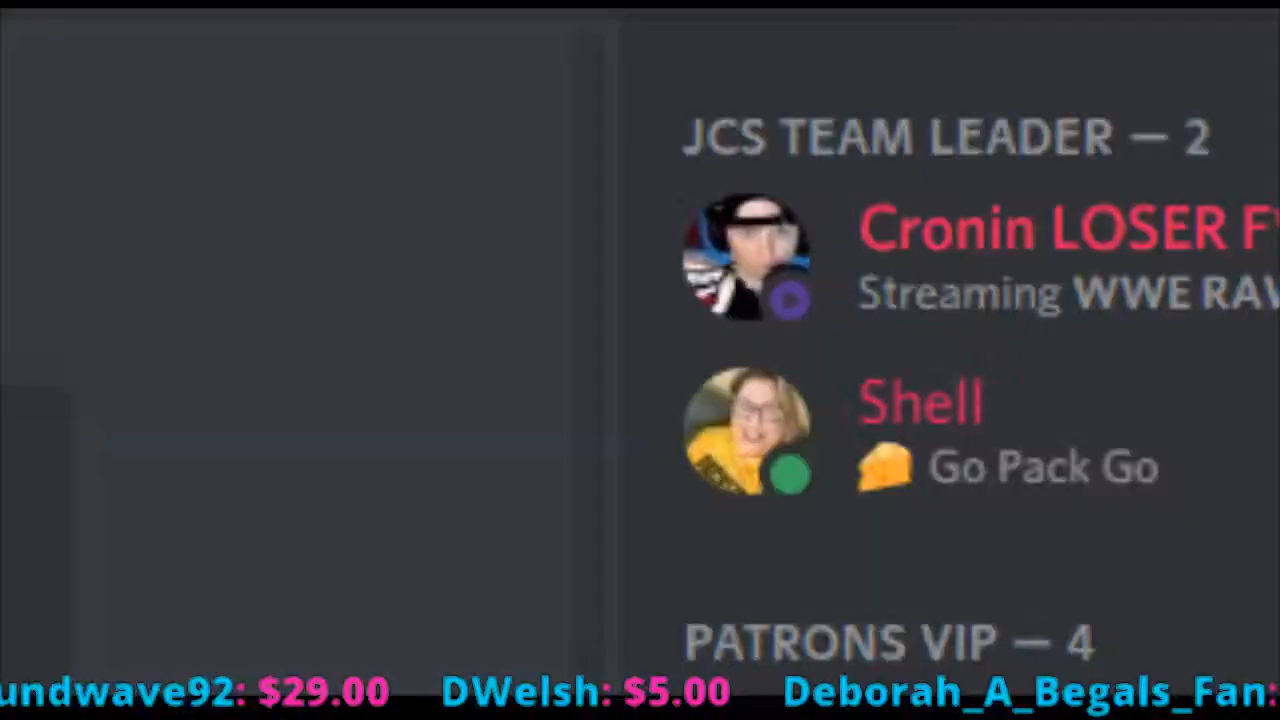 JCS TEAM LEADER — 2
Cronin LOSER F
Streaming WWE RAW
Shell
🧀 Go Pack Go
PATRONS VIP — 4
undwave92: $29.00 DWelsh: $5.00 Deborah_A_Begals_Fan: